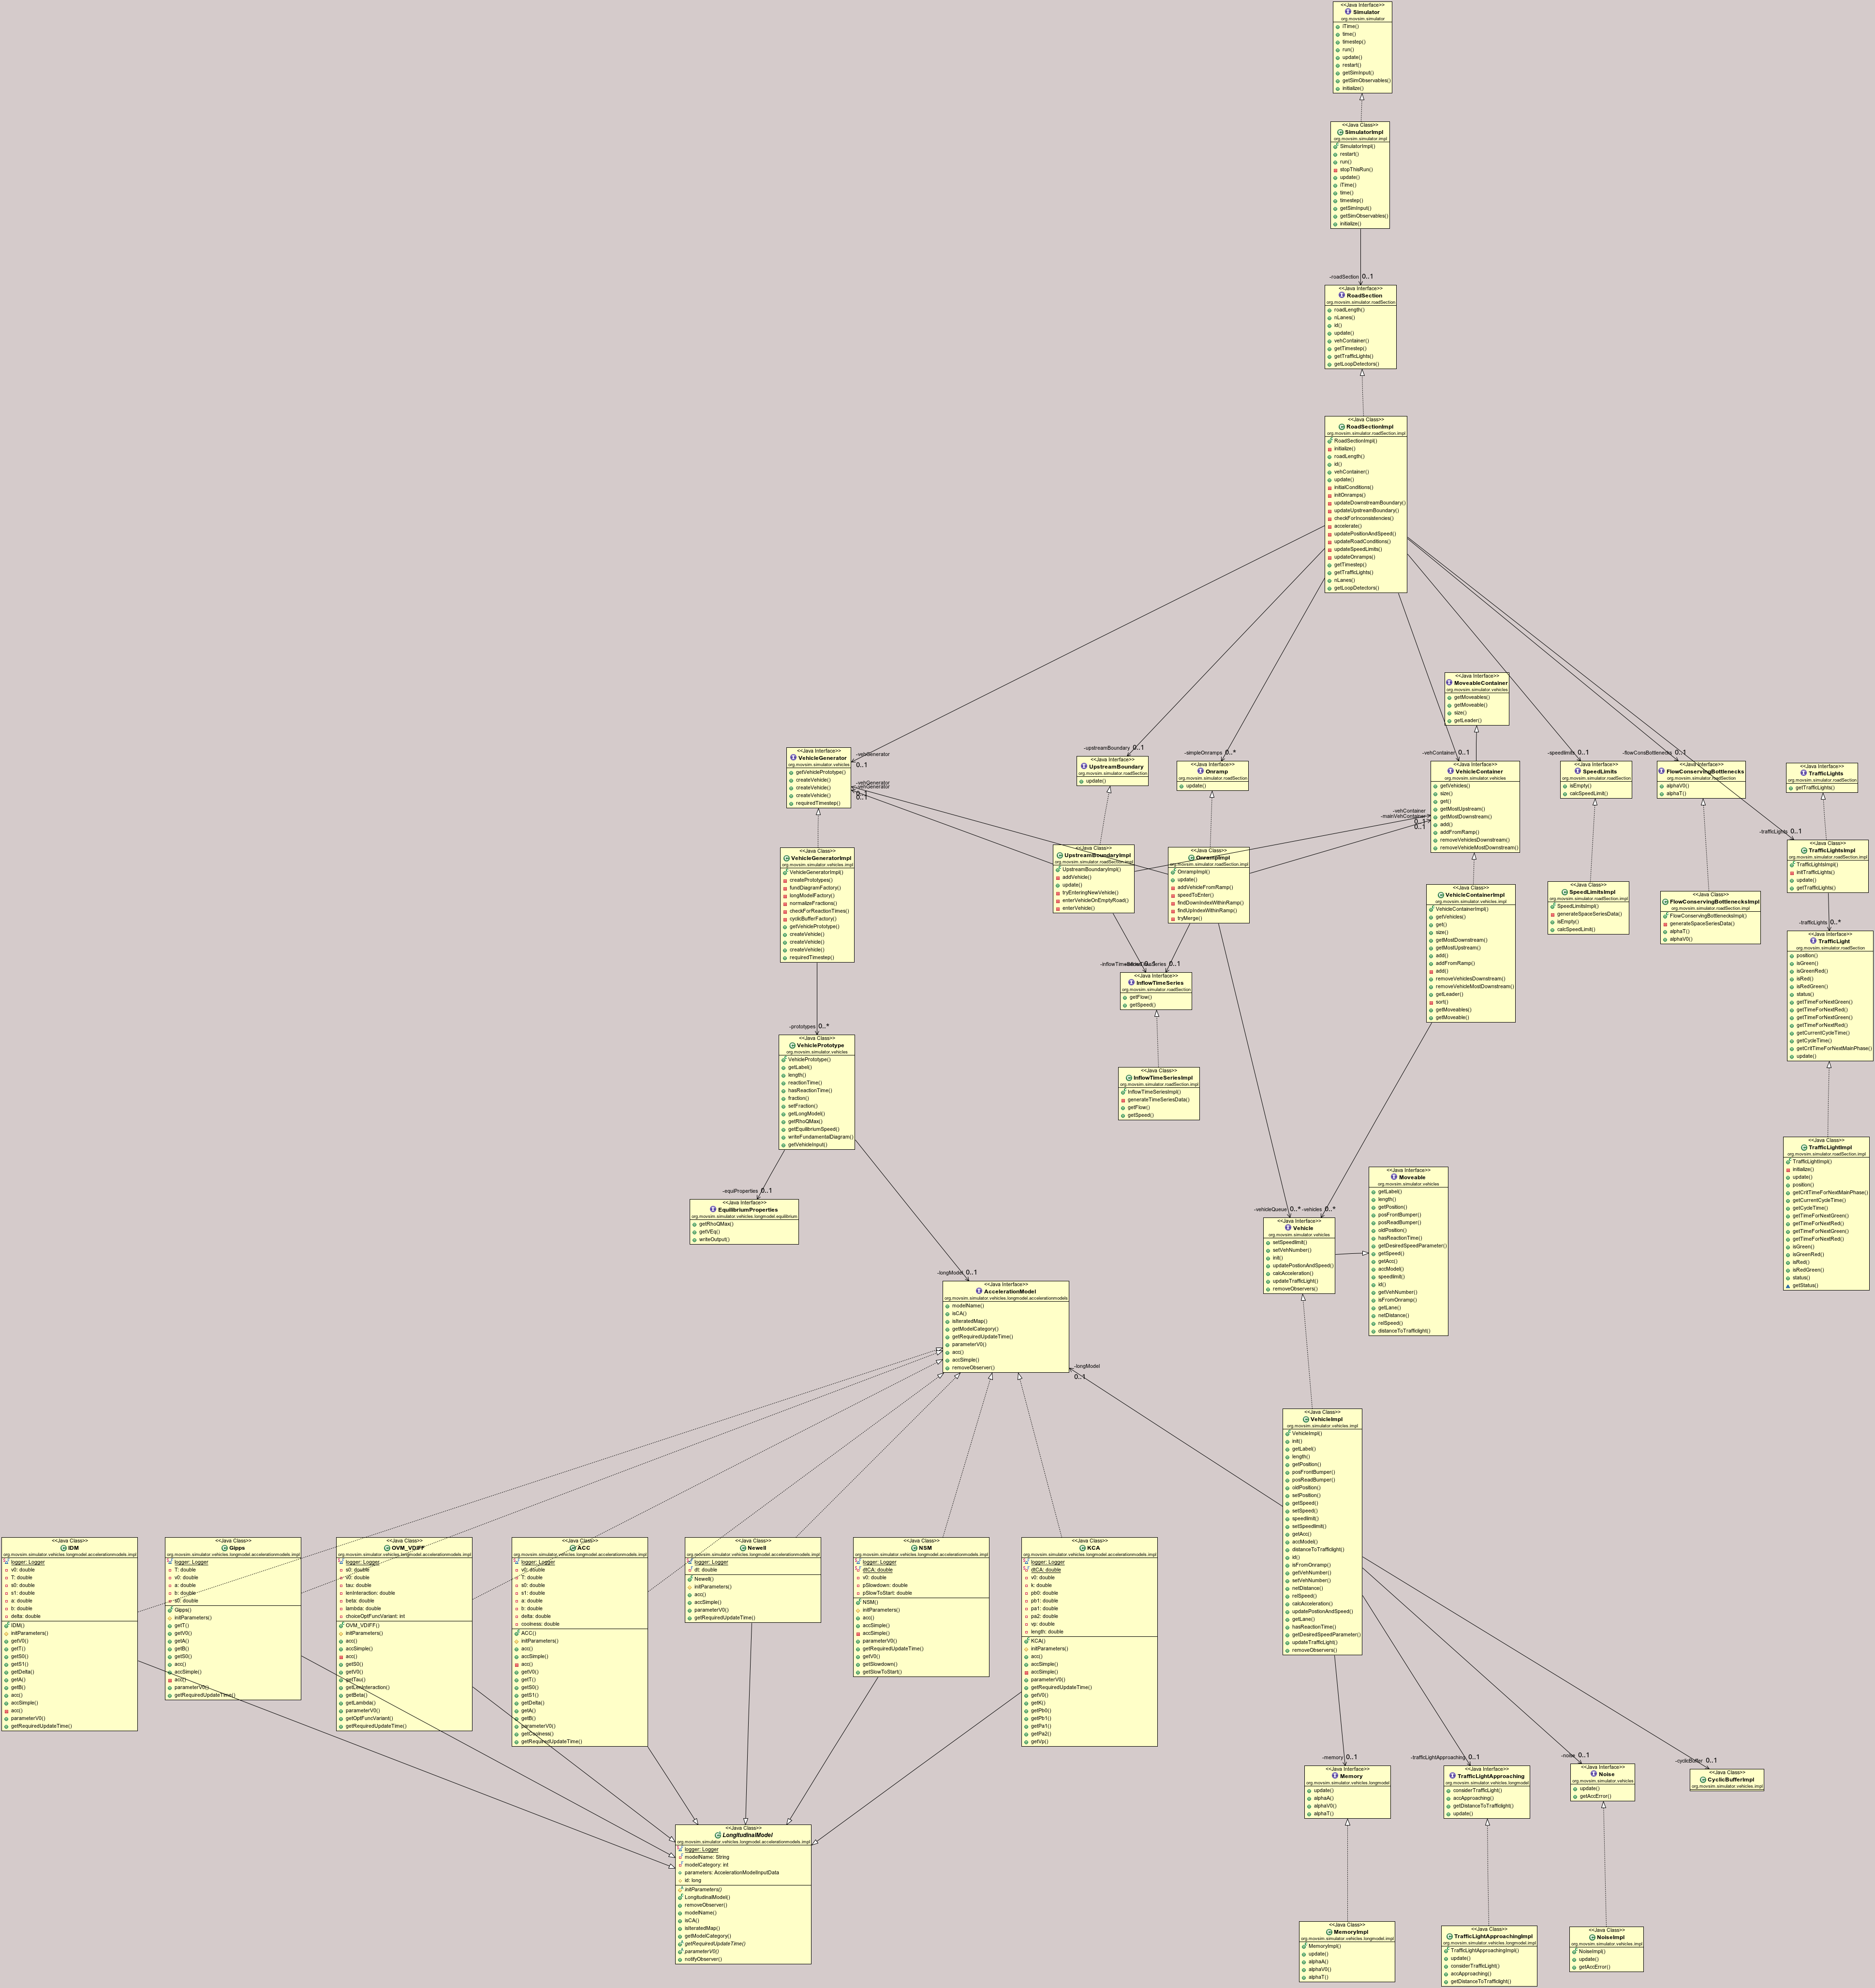 <<Java Interface>>
Simulator
org.movsim.simulator
iTime()
time()
timestep()
run()
update()
restart()
getSimInput()
getSimObservables()
initialize()
<<Java Class>>
SimulatorImpl
org.movsim.simulator.impl
SimulatorImpl()
restart()
run()
stopThisRun()
update()
iTime()
time()
timestep()
getSimInput()
getSimObservables()
initialize()
-roadSection 0..1
<<Java Interface>>
RoadSection
org.movsim.simulator.roadSection
roadLength()
nLanes()
id()
update()
vehContainer()
getTimestep()
getTrafficLights()
getLoopDetectors()
<<Java Class>>
RoadSectionImpl
org.movsim.simulator.roadSection.impl
RoadSectionImpl()
initialize()
roadLength()
id()
vehContainer()
update()
initialConditions()
initOnramps()
updateDownstreamBoundary()
updateUpstreamBoundary()
checkForInconsistencies()
accelerate()
updatePositionAndSpeed()
updateRoadConditions()
updateSpeedLimits()
updateOnramps()
getTimestep()
getTrafficLights()
nLanes()
getLoopDetectors()
<<Java Interface>>
MoveableContainer
org.movsim.simulator.vehicles
getMoveables()
getMoveable()
size()
getLeader()
-vehGenerator
0..1
<<Java Interface>>
VehicleGenerator
org.movsim.simulator.vehicles
getVehiclePrototype()
createVehicle()
createVehicle()
createVehicle()
requiredTimestep()
-vehGenerator
-vehGenerator
0..1
0..1
-upstreamBoundary 0..1
<<Java Interface>>
UpstreamBoundary
org.movsim.simulator.roadSection
update()
-simpleOnramps 0..*
<<Java Interface>>
Onramp
org.movsim.simulator.roadSection
update()
-vehContainer 0..1
<<Java Interface>>
VehicleContainer
org.movsim.simulator.vehicles
getVehicles()
size()
get()
getMostUpstream()
getMostDownstream()
add()
addFromRamp()
removeVehiclesDownstream()
removeVehicleMostDownstream()
-vehContainer
-mainVehContainer
0..1
0..1
-speedlimits 0..1
<<Java Interface>>
SpeedLimits
org.movsim.simulator.roadSection
isEmpty()
calcSpeedLimit()
-flowConsBottlenecks 0..1
<<Java Interface>>
FlowConservingBottlenecks
org.movsim.simulator.roadSection
alphaV0()
alphaT()
<<Java Interface>>
TrafficLights
org.movsim.simulator.roadSection
getTrafficLights()
-trafficLights 0..1
<<Java Class>>
TrafficLightsImpl
org.movsim.simulator.roadSection.impl
TrafficLightsImpl()
initTrafficLights()
update()
getTrafficLights()
<<Java Class>>
VehicleGeneratorImpl
org.movsim.simulator.vehicles.impl
VehicleGeneratorImpl()
createPrototypes()
fundDiagramFactory()
longModelFactory()
normalizeFractions()
checkForReactionTimes()
cyclicBufferFactory()
getVehiclePrototype()
createVehicle()
createVehicle()
createVehicle()
requiredTimestep()
<<Java Class>>
UpstreamBoundaryImpl
org.movsim.simulator.roadSection.impl
UpstreamBoundaryImpl()
addVehicle()
update()
tryEnteringNewVehicle()
enterVehicleOnEmptyRoad()
enterVehicle()
<<Java Class>>
OnrampImpl
org.movsim.simulator.roadSection.impl
OnrampImpl()
update()
addVehicleFromRamp()
speedToEnter()
findDownIndexWithinRamp()
findUpIndexWithinRamp()
tryMerge()
<<Java Class>>
VehicleContainerImpl
org.movsim.simulator.vehicles.impl
VehicleContainerImpl()
getVehicles()
get()
size()
getMostDownstream()
getMostUpstream()
add()
addFromRamp()
add()
removeVehiclesDownstream()
removeVehicleMostDownstream()
getLeader()
sort()
getMoveables()
getMoveable()
<<Java Class>>
SpeedLimitsImpl
org.movsim.simulator.roadSection.impl
SpeedLimitsImpl()
generateSpaceSeriesData()
isEmpty()
calcSpeedLimit()
<<Java Class>>
FlowConservingBottlenecksImpl
org.movsim.simulator.roadSection.impl
FlowConservingBottlenecksImpl()
generateSpaceSeriesData()
alphaT()
alphaV0()
-trafficLights 0..*
<<Java Interface>>
TrafficLight
org.movsim.simulator.roadSection
position()
isGreen()
isGreenRed()
isRed()
isRedGreen()
status()
getTimeForNextGreen()
getTimeForNextRed()
getTimeForNextGreen()
getTimeForNextRed()
getCurrentCycleTime()
getCycleTime()
getCritTimeForNextMainPhase()
update()
0..1
0..1
<<Java Interface>>
InflowTimeSeries
org.movsim.simulator.roadSection
getFlow()
getSpeed()
<<Java Class>>
InflowTimeSeriesImpl
org.movsim.simulator.roadSection.impl
InflowTimeSeriesImpl()
generateTimeSeriesData()
getFlow()
getSpeed()
-prototypes 0..*
<<Java Class>>
VehiclePrototype
org.movsim.simulator.vehicles
VehiclePrototype()
getLabel()
length()
reactionTime()
hasReactionTime()
fraction()
setFraction()
getLongModel()
getRhoQMax()
getEquilibriumSpeed()
writeFundamentalDiagram()
getVehicleInput()
-equiProperties 0..1
<<Java Interface>>
EquilibriumProperties
org.movsim.simulator.vehicles.longmodel.equilibrium
getRhoQMax()
getVEq()
writeOutput()
<<Java Class>>
TrafficLightImpl
org.movsim.simulator.roadSection.impl
TrafficLightImpl()
initialize()
update()
position()
getCritTimeForNextMainPhase()
getCurrentCycleTime()
getCycleTime()
getTimeForNextGreen()
getTimeForNextRed()
getTimeForNextGreen()
getTimeForNextRed()
isGreen()
isGreenRed()
isRed()
isRedGreen()
status()
getStatus()
<<Java Interface>>
Moveable
org.movsim.simulator.vehicles
getLabel()
length()
getPosition()
posFrontBumper()
posReadBumper()
oldPosition()
hasReactionTime()
getDesiredSpeedParameter()
getSpeed()
getAcc()
accModel()
speedlimit()
id()
getVehNumber()
isFromOnramp()
getLane()
netDistance()
relSpeed()
distanceToTrafficlight()
-vehicleQueue 0..*
-vehicles 0..*
<<Java Interface>>
Vehicle
org.movsim.simulator.vehicles
setSpeedlimit()
setVehNumber()
init()
updatePostionAndSpeed()
calcAcceleration()
updateTrafficLight()
removeObservers()
-longModel 0..1
<<Java Interface>>
AccelerationModel
org.movsim.simulator.vehicles.longmodel.accelerationmodels
modelName()
isCA()
isIteratedMap()
getModelCategory()
getRequiredUpdateTime()
parameterV0()
acc()
accSimple()
removeObserver()
-longModel
0..1
<<Java Class>>
VehicleImpl
org.movsim.simulator.vehicles.impl
VehicleImpl()
init()
getLabel()
length()
getPosition()
posFrontBumper()
posReadBumper()
oldPosition()
setPosition()
getSpeed()
setSpeed()
speedlimit()
setSpeedlimit()
getAcc()
accModel()
distanceToTrafficlight()
id()
isFromOnramp()
getVehNumber()
setVehNumber()
netDistance()
relSpeed()
calcAcceleration()
updatePostionAndSpeed()
getLane()
hasReactionTime()
getDesiredSpeedParameter()
updateTrafficLight()
removeObservers()
<<Java Class>>
IDM
org.movsim.simulator.vehicles.longmodel.accelerationmodels.impl
logger: Logger
v0: double
T: double
s0: double
s1: double
a: double
b: double
delta: double
IDM()
initParameters()
getV0()
getT()
getS0()
getS1()
getDelta()
getA()
getB()
acc()
accSimple()
acc()
parameterV0()
getRequiredUpdateTime()
<<Java Class>>
Gipps
org.movsim.simulator.vehicles.longmodel.accelerationmodels.impl
logger: Logger
T: double
v0: double
a: double
b: double
s0: double
Gipps()
initParameters()
getT()
getV0()
getA()
getB()
getS0()
acc()
accSimple()
acc()
parameterV0()
getRequiredUpdateTime()
<<Java Class>>
OVM_VDIFF
org.movsim.simulator.vehicles.longmodel.accelerationmodels.impl
logger: Logger
s0: double
v0: double
tau: double
lenInteraction: double
beta: double
lambda: double
choiceOptFuncVariant: int
OVM_VDIFF()
initParameters()
acc()
accSimple()
acc()
getS0()
getV0()
getTau()
getLenInteraction()
getBeta()
getLambda()
parameterV0()
getOptFuncVariant()
getRequiredUpdateTime()
<<Java Class>>
ACC
org.movsim.simulator.vehicles.longmodel.accelerationmodels.impl
logger: Logger
v0: double
T: double
s0: double
s1: double
a: double
b: double
delta: double
coolness: double
ACC()
initParameters()
acc()
accSimple()
acc()
getV0()
getT()
getS0()
getS1()
getDelta()
getA()
getB()
parameterV0()
getCoolness()
getRequiredUpdateTime()
<<Java Class>>
Newell
org.movsim.simulator.vehicles.longmodel.accelerationmodels.impl
logger: Logger
dt: double
Newell()
initParameters()
acc()
accSimple()
parameterV0()
getRequiredUpdateTime()
<<Java Class>>
NSM
org.movsim.simulator.vehicles.longmodel.accelerationmodels.impl
logger: Logger
dtCA: double
v0: double
pSlowdown: double
pSlowToStart: double
NSM()
initParameters()
acc()
accSimple()
accSimple()
parameterV0()
getRequiredUpdateTime()
getV0()
getSlowdown()
getSlowToStart()
<<Java Class>>
KCA
org.movsim.simulator.vehicles.longmodel.accelerationmodels.impl
logger: Logger
dtCA: double
v0: double
k: double
pb0: double
pb1: double
pa1: double
pa2: double
vp: double
length: double
KCA()
initParameters()
acc()
accSimple()
accSimple()
parameterV0()
getRequiredUpdateTime()
getV0()
getK()
getPb0()
getPb1()
getPa1()
getPa2()
getVp()
<<Java Class>>
LongitudinalModel
org.movsim.simulator.vehicles.longmodel.accelerationmodels.impl
logger: Logger
modelName: String
modelCategory: int
parameters: AccelerationModelInputData
id: long
initParameters()
LongitudinalModel()
removeObserver()
modelName()
isCA()
isIteratedMap()
getModelCategory()
getRequiredUpdateTime()
parameterV0()
notifyObserver()
-memory 0..1
<<Java Interface>>
Memory
org.movsim.simulator.vehicles.longmodel
update()
alphaA()
alphaV0()
alphaT()
-trafficLightApproaching 0..1
<<Java Interface>>
TrafficLightApproaching
org.movsim.simulator.vehicles.longmodel
considerTrafficLight()
accApproaching()
getDistanceToTrafficlight()
update()
-noise 0..1
<<Java Interface>>
Noise
org.movsim.simulator.vehicles
update()
getAccError()
-cyclicBuffer 0..1
<<Java Class>>
CyclicBufferImpl
org.movsim.simulator.vehicles.impl
<<Java Class>>
MemoryImpl
org.movsim.simulator.vehicles.longmodel.impl
MemoryImpl()
update()
alphaA()
alphaV0()
alphaT()
<<Java Class>>
TrafficLightApproachingImpl
org.movsim.simulator.vehicles.longmodel.impl
TrafficLightApproachingImpl()
update()
considerTrafficLight()
accApproaching()
getDistanceToTrafficlight()
<<Java Class>>
NoiseImpl
org.movsim.simulator.vehicles.impl
NoiseImpl()
update()
getAccError()